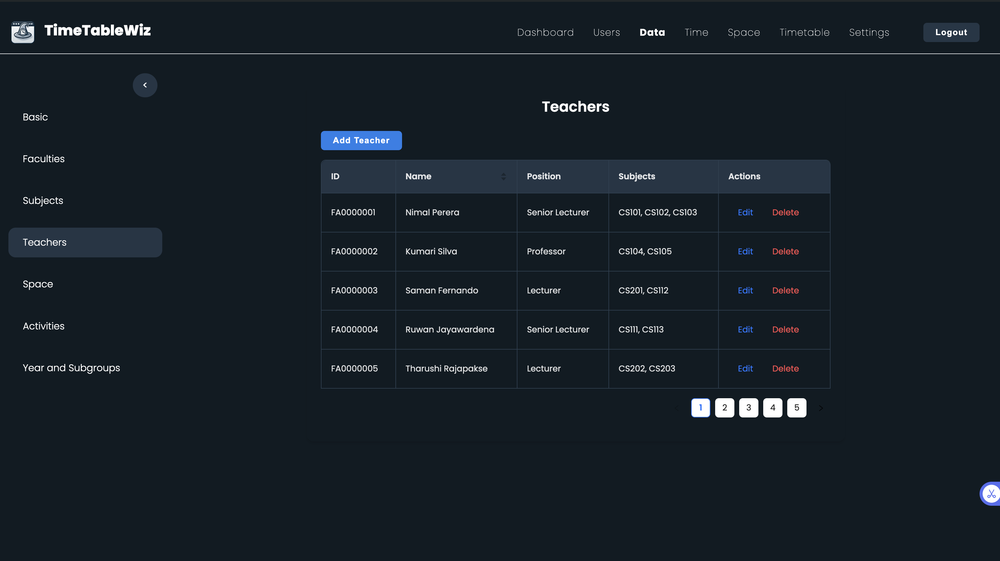 TimeTableWiz
Dashboard Users Data Time Space Timetable Settings Logout
<
Basic
Faculties
Subjects
Teachers
Space
Activities
Year and Subgroups
Teachers
Add Teacher
ID Name Position Subjects Actions
FA0000001 Nimal Perera Senior Lecturer CS101, CS102, CS103 Edit Delete
FA0000002 Kumari Silva Professor CS104, CS105 Edit Delete
FA0000003 Saman Fernando Lecturer CS201, CS112 Edit Delete
FA0000004 Ruwan Jayawardena Senior Lecturer CS111, CS113 Edit Delete
FA0000005 Tharushi Rajapakse Lecturer CS202, CS203 Edit Delete
< 1 2 3 4 5 >